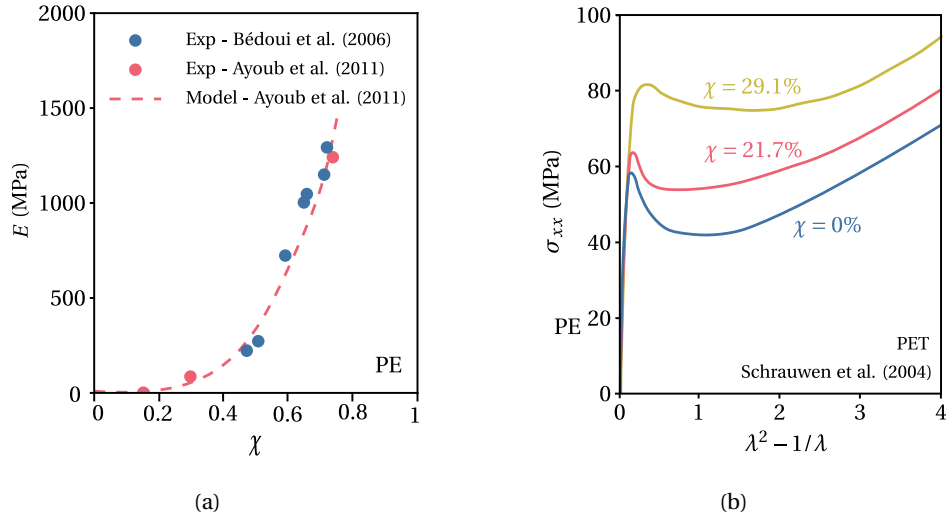 Exp - Bédoui et al. (2006)
Exp - Ayoub et al. (2011)
Model - Ayoub et al. (2011)
2000
1500
1000
500
0
E (MPa)
0
0.2
0.4
0.6
0.8
1
χ
PE
(a)
100
80
60
40
20
0
σxx (MPa)
χ = 29.1%
χ = 21.7%
χ = 0%
PE
PET
Schrauwen et al. (2004)
0
1
2
3
4
λ² − 1/λ
(b)